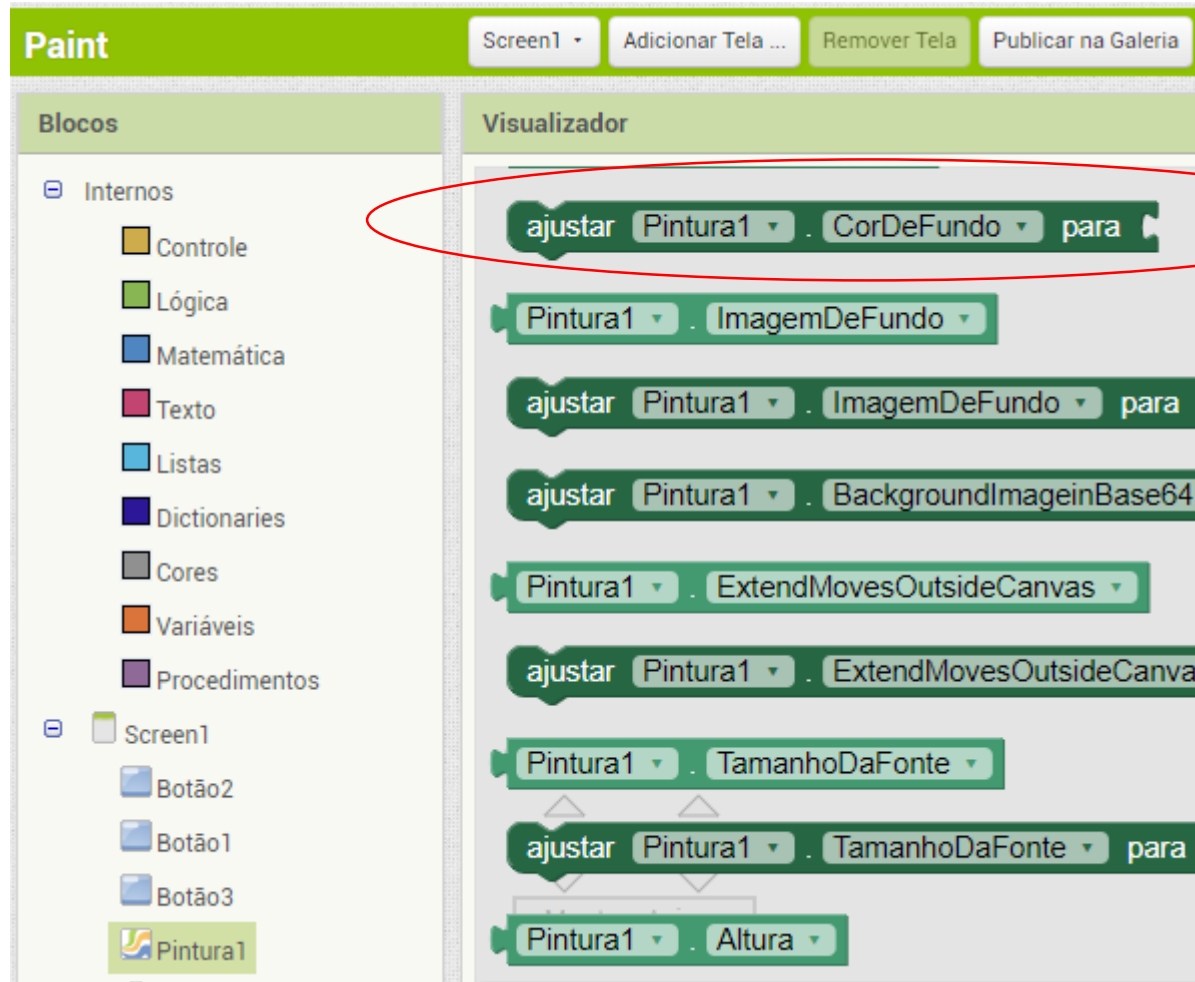 Paint
Screen1
Adicionar Tela ...
Remover Tela
Publicar na Galeria
Blocos
Internos
Controle
Lógica
Matemática
Texto
Listas
Dictionaries
Cores
Variáveis
Procedimentos
Screen1
Botão2
Botão1
Botão3
Pintura1
Visualizador
ajustar Pintura1 . CorDeFundo para
Pintura1 . ImagemDeFundo
ajustar Pintura1 . ImagemDeFundo para
ajustar Pintura1 . BackgroundImageinBase64
Pintura1 . ExtendMovesOutsideCanvas
ajustar Pintura1 . ExtendMovesOutsideCanva
Pintura1 . TamanhoDaFonte
ajustar Pintura1 . TamanhoDaFonte para
Pintura1 . Altura